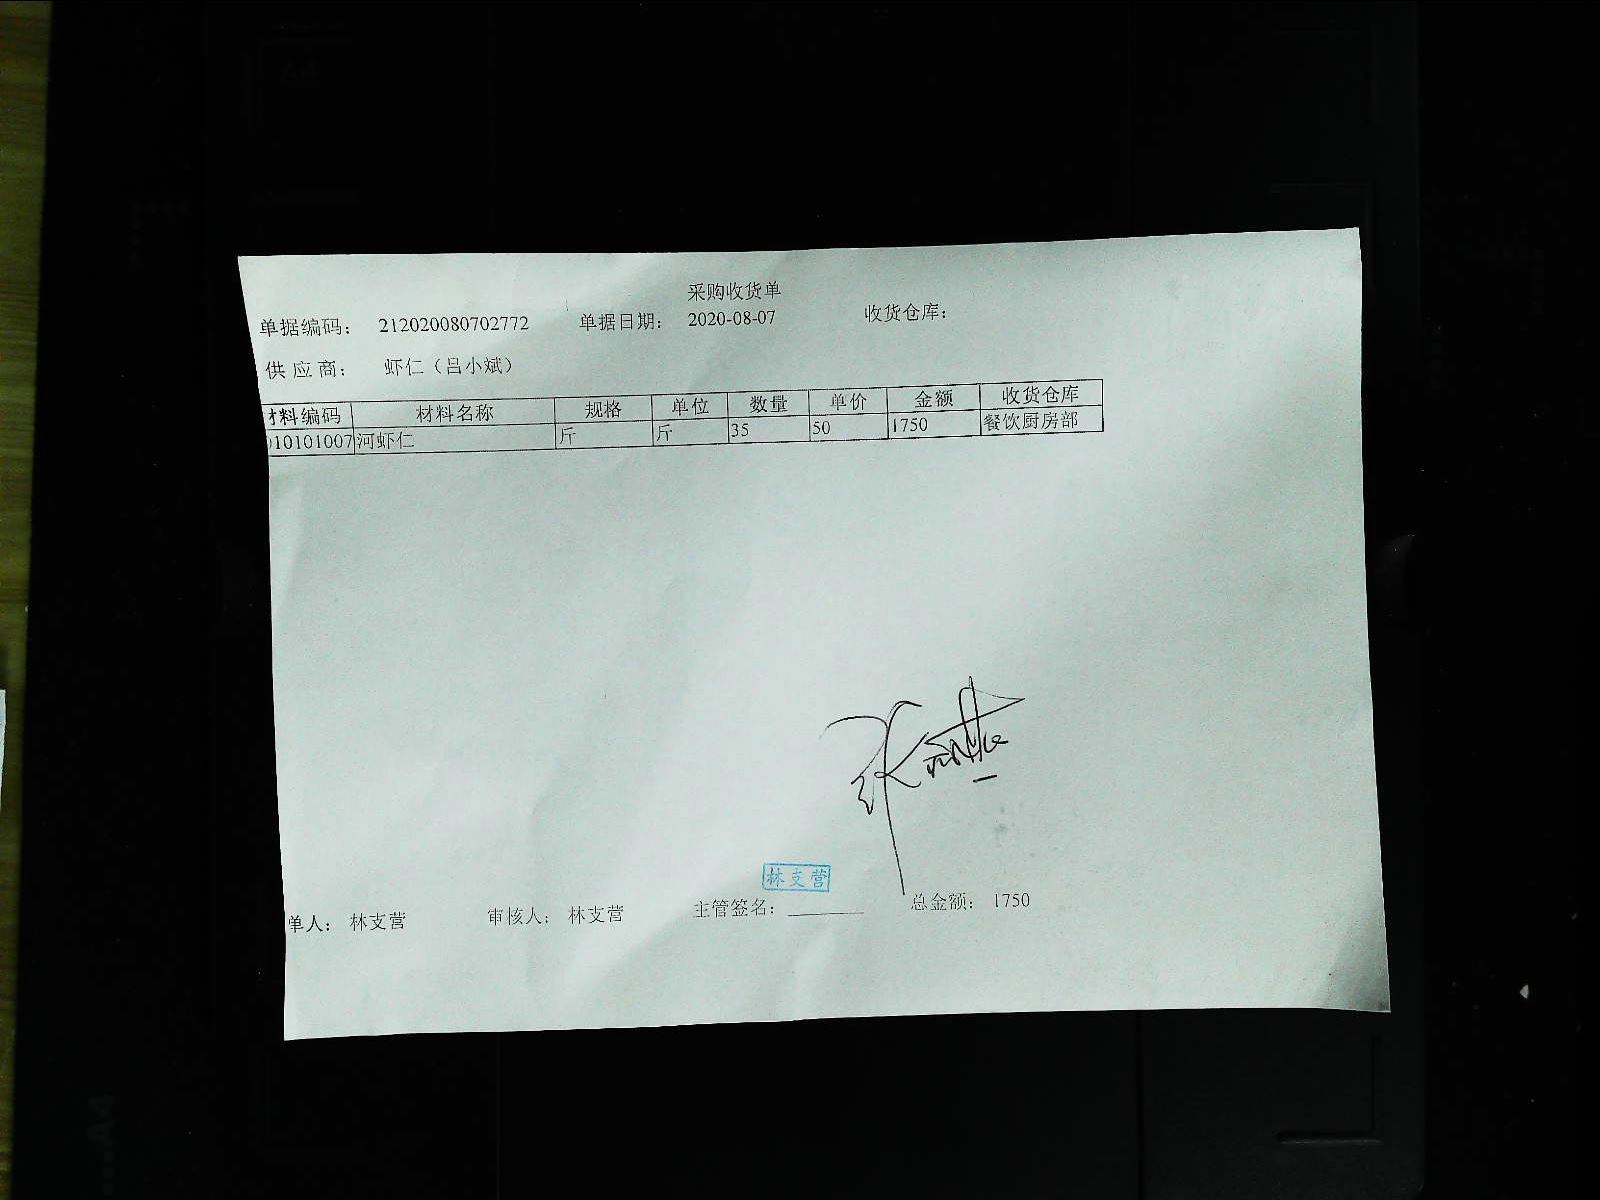 采购收货单
单据编码： 212020080702772 单据日期： 2020-08-07 收货仓库：
供应商： 虾仁（吕小斌）
材料编码 材料名称 规格 单位 数量 单价 金额 收货仓库
010101007 河虾仁 斤 斤 35 50 1750 餐饮厨房部
林支营
单人： 林支营 审核人： 林支营 主管签名： 总金额： 1750